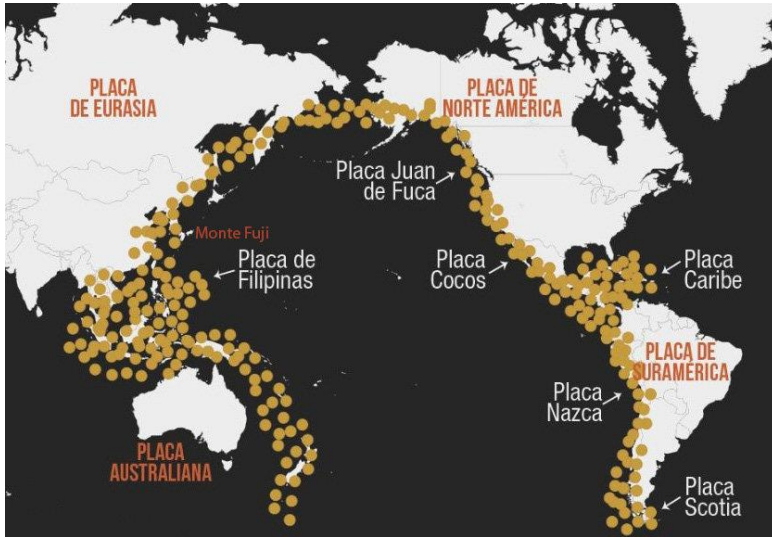 PLACA
DE EURASIA
PLACA DE
NORTE AMÉRICA
Placa Juan
de Fuca
Monte Fuji
Placa de
Filipinas
Placa
Cocos
Placa
Caribe
PLACA DE
SURAMÉRICA
Placa
Nazca
PLACA
AUSTRALIANA
Placa
Scotia